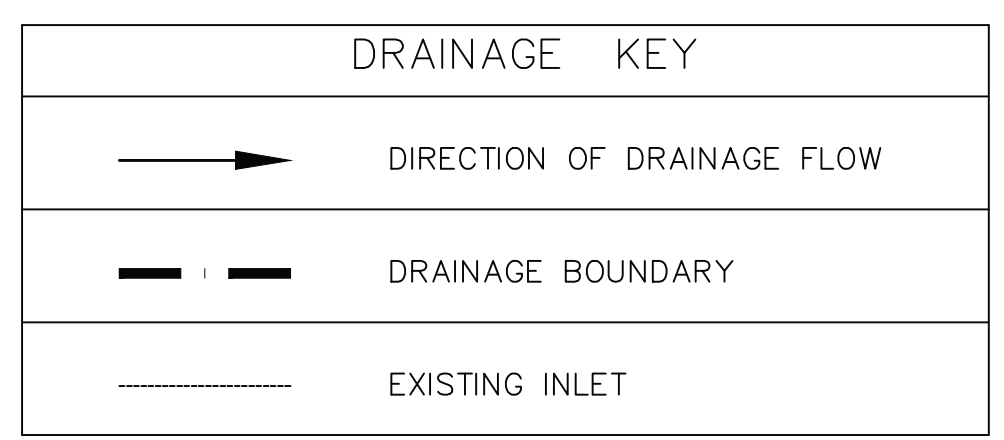 DRAINAGE KEY
DIRECTION OF DRAINAGE FLOW
DRAINAGE BOUNDARY
EXISTING INLET